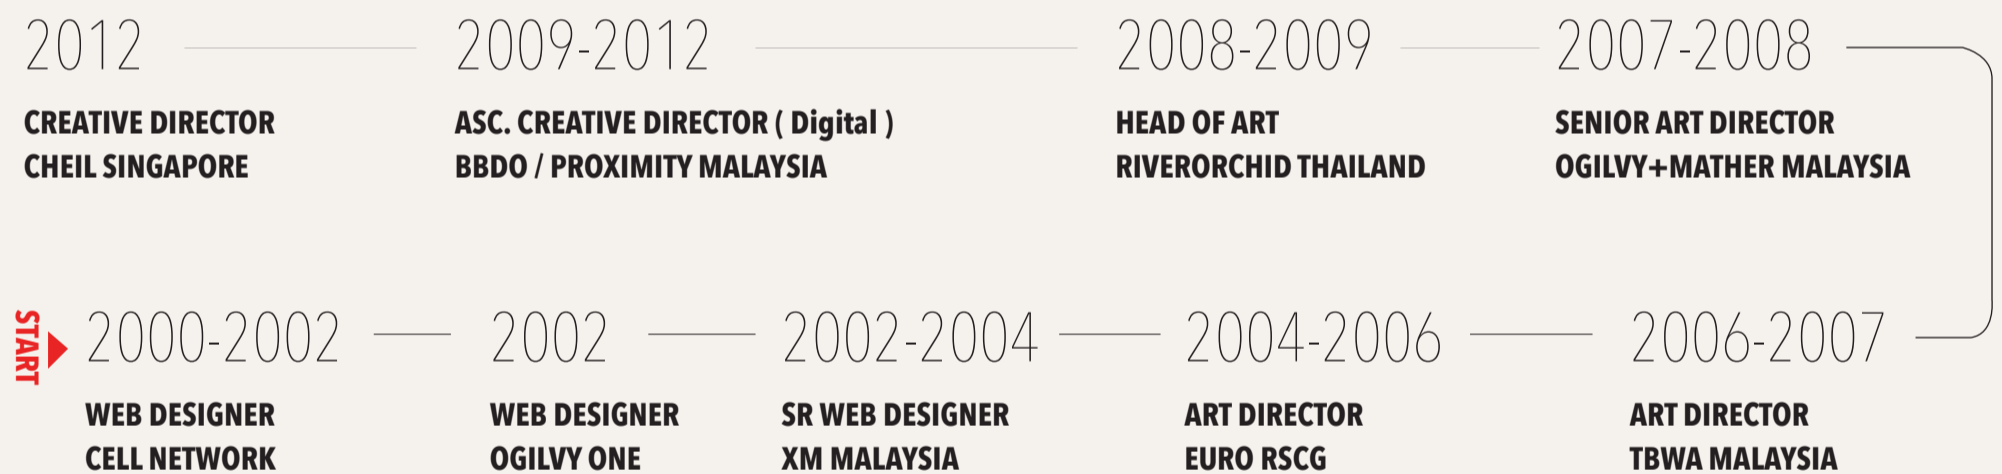 2012
CREATIVE DIRECTOR
CHEIL SINGAPORE
2009-2012
ASC. CREATIVE DIRECTOR ( Digital )
BBDO / PROXIMITY MALAYSIA
2008-2009
HEAD OF ART
RIVERORCHID THAILAND
2007-2008
SENIOR ART DIRECTOR
OGILVY+MATHER MALAYSIA
START
2000-2002
WEB DESIGNER
CELL NETWORK
2002
WEB DESIGNER
OGILVY ONE
2002-2004
SR WEB DESIGNER
XM MALAYSIA
2004-2006
ART DIRECTOR
EURO RSCG
2006-2007
ART DIRECTOR
TBWA MALAYSIA